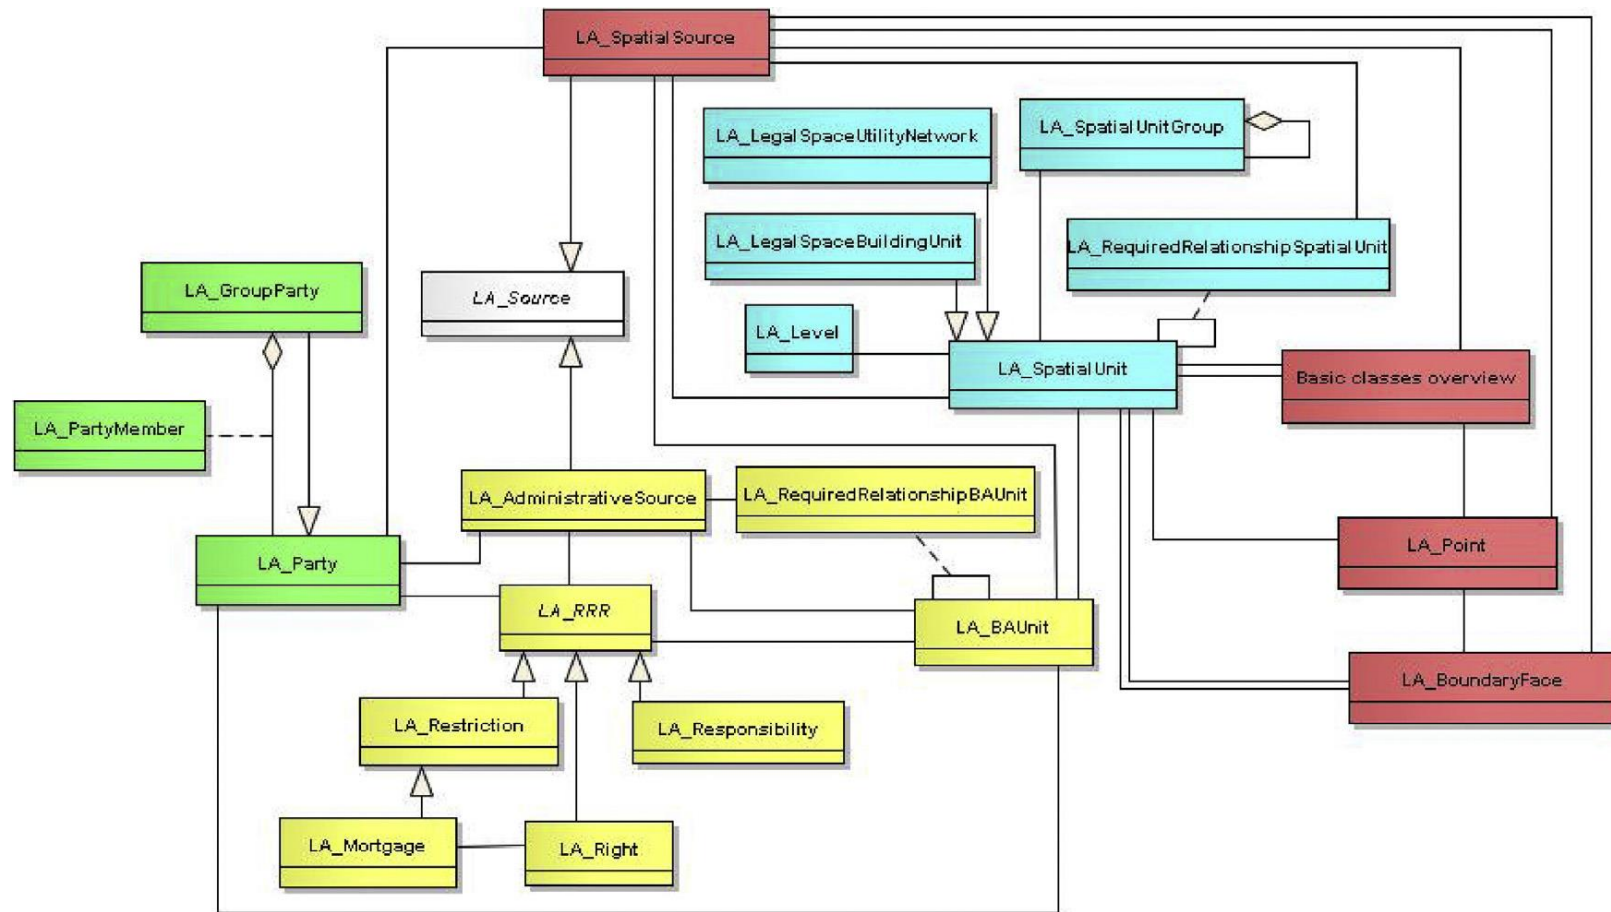 LA_SpatialSource
LA_LegalSpaceUtilityNetwork
LA_SpatialUnitGroup
LA_LegalSpaceBuildingUnit
LA_RequiredRelationshipSpatialUnit
LA_GroupParty
LA_Source
LA_Level
LA_SpatialUnit
Basic classes overview
LA_PartyMember
LA_AdministrativeSource
LA_RequiredRelationshipBAUnit
LA_Party
LA_Point
LA_RRR
LA_BAUnit
LA_BoundaryFace
LA_Restriction
LA_Responsibility
LA_Mortgage
LA_Right